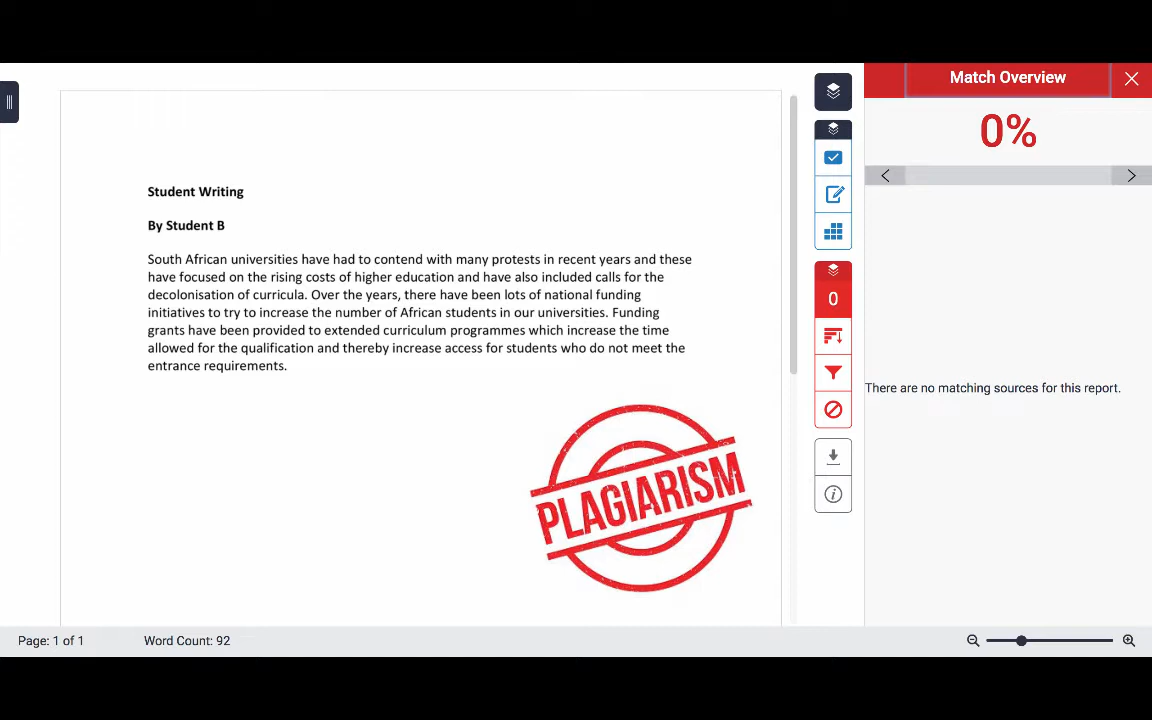 Match Overview
0%
Student Writing
By Student B
South African universities have had to contend with many protests in recent years and these
have focused on the rising costs of higher education and have also included calls for the
decolonisation of curricula. Over the years, there have been lots of national funding
initiatives to try to increase the number of African students in our universities. Funding
grants have been provided to extended curriculum programmes which increase the time
allowed for the qualification and thereby increase access for students who do not meet the
entrance requirements.
0
There are no matching sources for this report.
PLAGIARISM
Page: 1 of 1
Word Count: 92